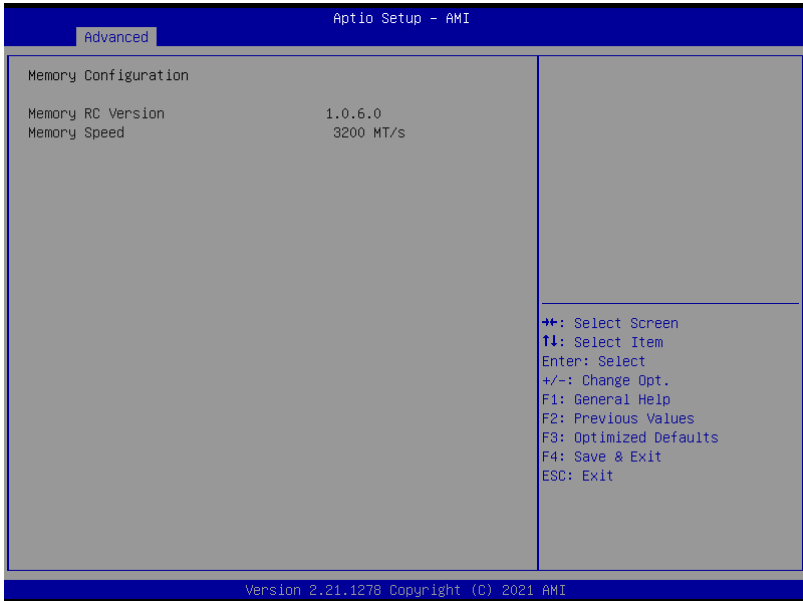 Aptio Setup – AMI
Advanced
Memory Configuration
Memory RC Version 1.0.6.0
Memory Speed 3200 MT/s
→←: Select Screen
↑↓: Select Item
Enter: Select
+/-: Change Opt.
F1: General Help
F2: Previous Values
F3: Optimized Defaults
F4: Save & Exit
ESC: Exit
Version 2.21.1278 Copyright (C) 2021 AMI